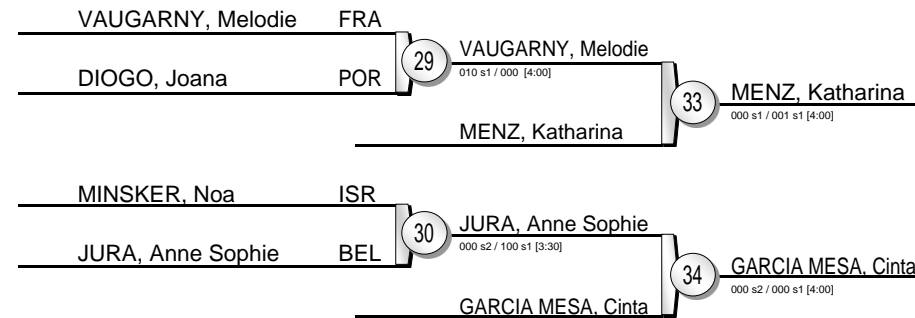 VAUGARNY, Melodie FRA
DIOGO, Joana POR
29
VAUGARNY, Melodie
010 s1 / 000 [4:00]
MENZ, Katharina
33
MENZ, Katharina
000 s1 / 001 s1 [4:00]
MINSKER, Noa ISR
JURA, Anne Sophie BEL
30
JURA, Anne Sophie
000 s2 / 100 s1 [3:30]
GARCIA MESA, Cinta
34
GARCIA MESA, Cinta
000 s2 / 000 s1 [4:00]